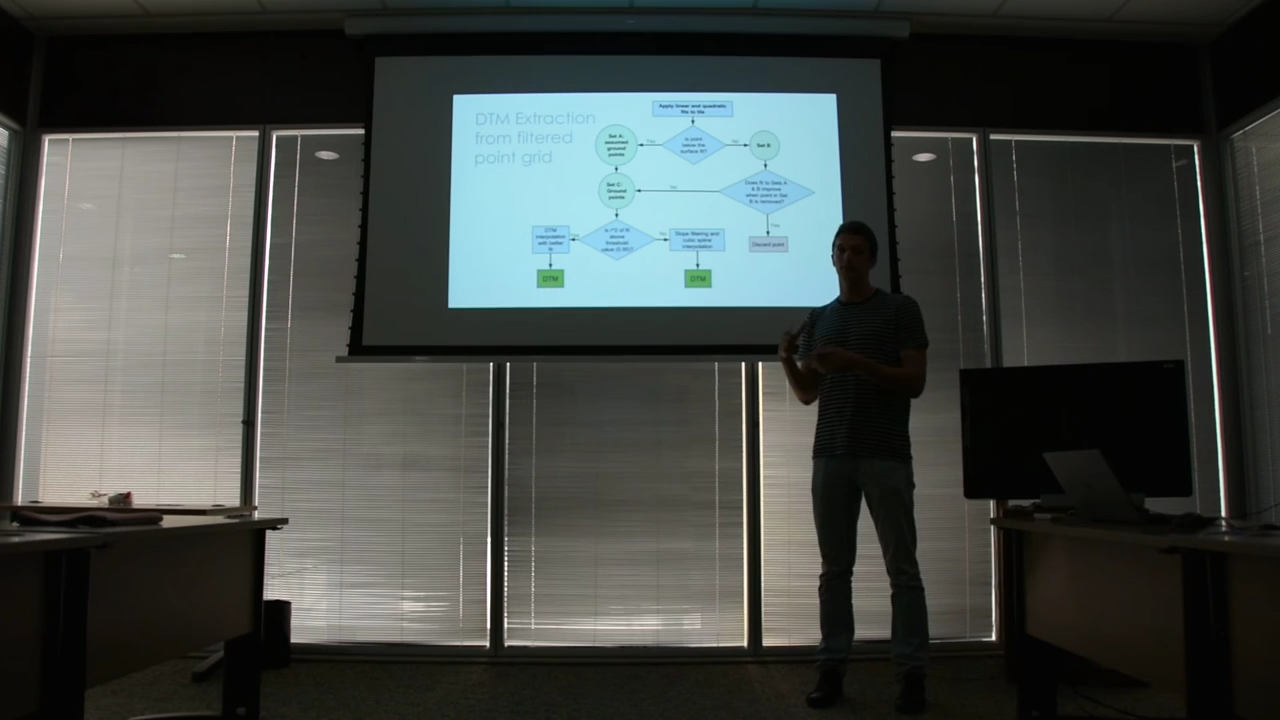 DTM Extraction
from filtered
point grid
Apply linear and quadratic
file to tile
Is point
below the
surface fit?
Yes
No
Set A:
assumed
ground
points
Set B
Set C:
Ground
points
No
Does fit to Sets A
& B improve
when point in Set
B is removed?
Yes
Discard point
Is r^2 of fit
above
threshold
value
Yes
No
DTM
interpolation
with better
fit
Slope filtering and
cubic spline
interpolation
DTM
DTM